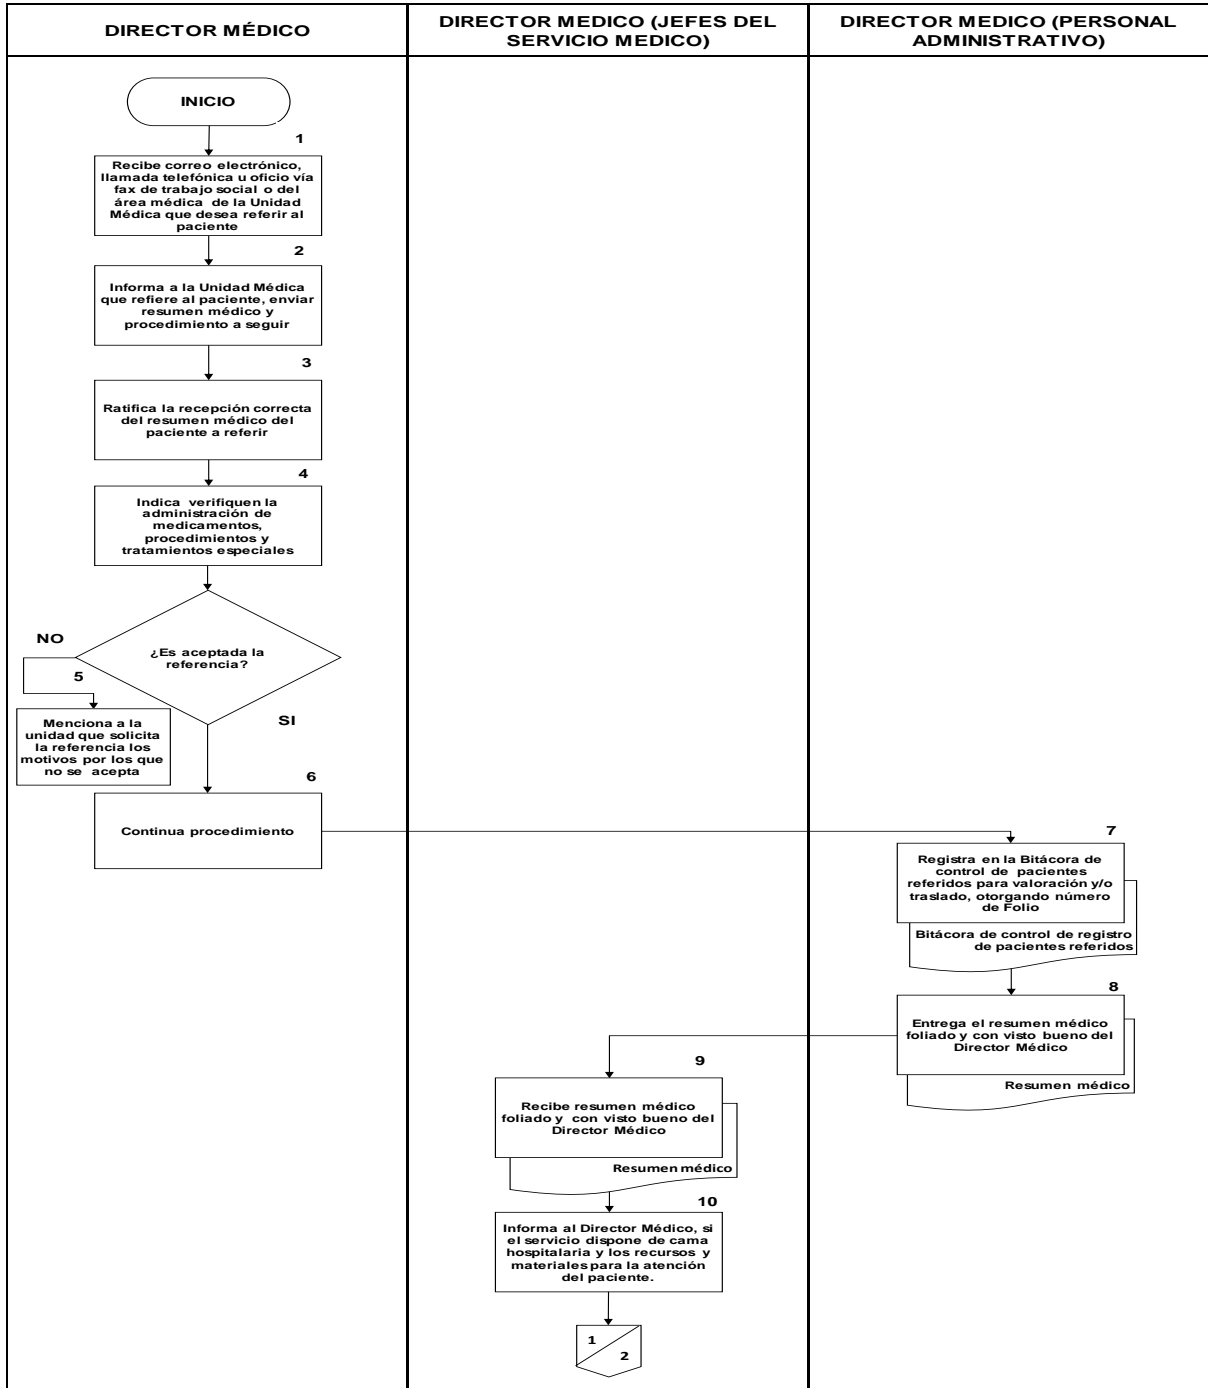 DIRECTOR MÉDICO
DIRECTOR MEDICO (JEFES DEL
SERVICIO MEDICO)
DIRECTOR MEDICO (PERSONAL
ADMINISTRATIVO)
INICIO
1
Recibe correo electrónico,
llamada telefónica u oficio vía
fax de trabajo social o del
área médica de la Unidad
Médica que desea referir al
paciente
2
Informa a la Unidad Médica
que refiere al paciente, enviar
resumen médico y
procedimiento a seguir
3
Ratifica la recepción correcta
del resumen médico del
paciente a referir
4
Indica verifiquen la
administración de
medicamentos,
procedimientos y
tratamientos especiales
¿Es aceptada la
referencia?
NO
5
Menciona a la
unidad que solicita
la referencia los
motivos por los que
no se acepta
SI
6
Continua procedimiento
7
Registra en la Bitácora de
control de pacientes
referidos para valoración y/o
traslado, otorgando número
de Folio
Bitácora de control de registro
de pacientes referidos
8
Entrega el resumen médico
foliado y con visto bueno del
Director Médico
Resumen médico
9
Recibe resumen médico
foliado y con visto bueno del
Director Médico
Resumen médico
10
Informa al Director Médico, si
el servicio dispone de cama
hospitalaria y los recursos y
materiales para la atención
del paciente.
1
2